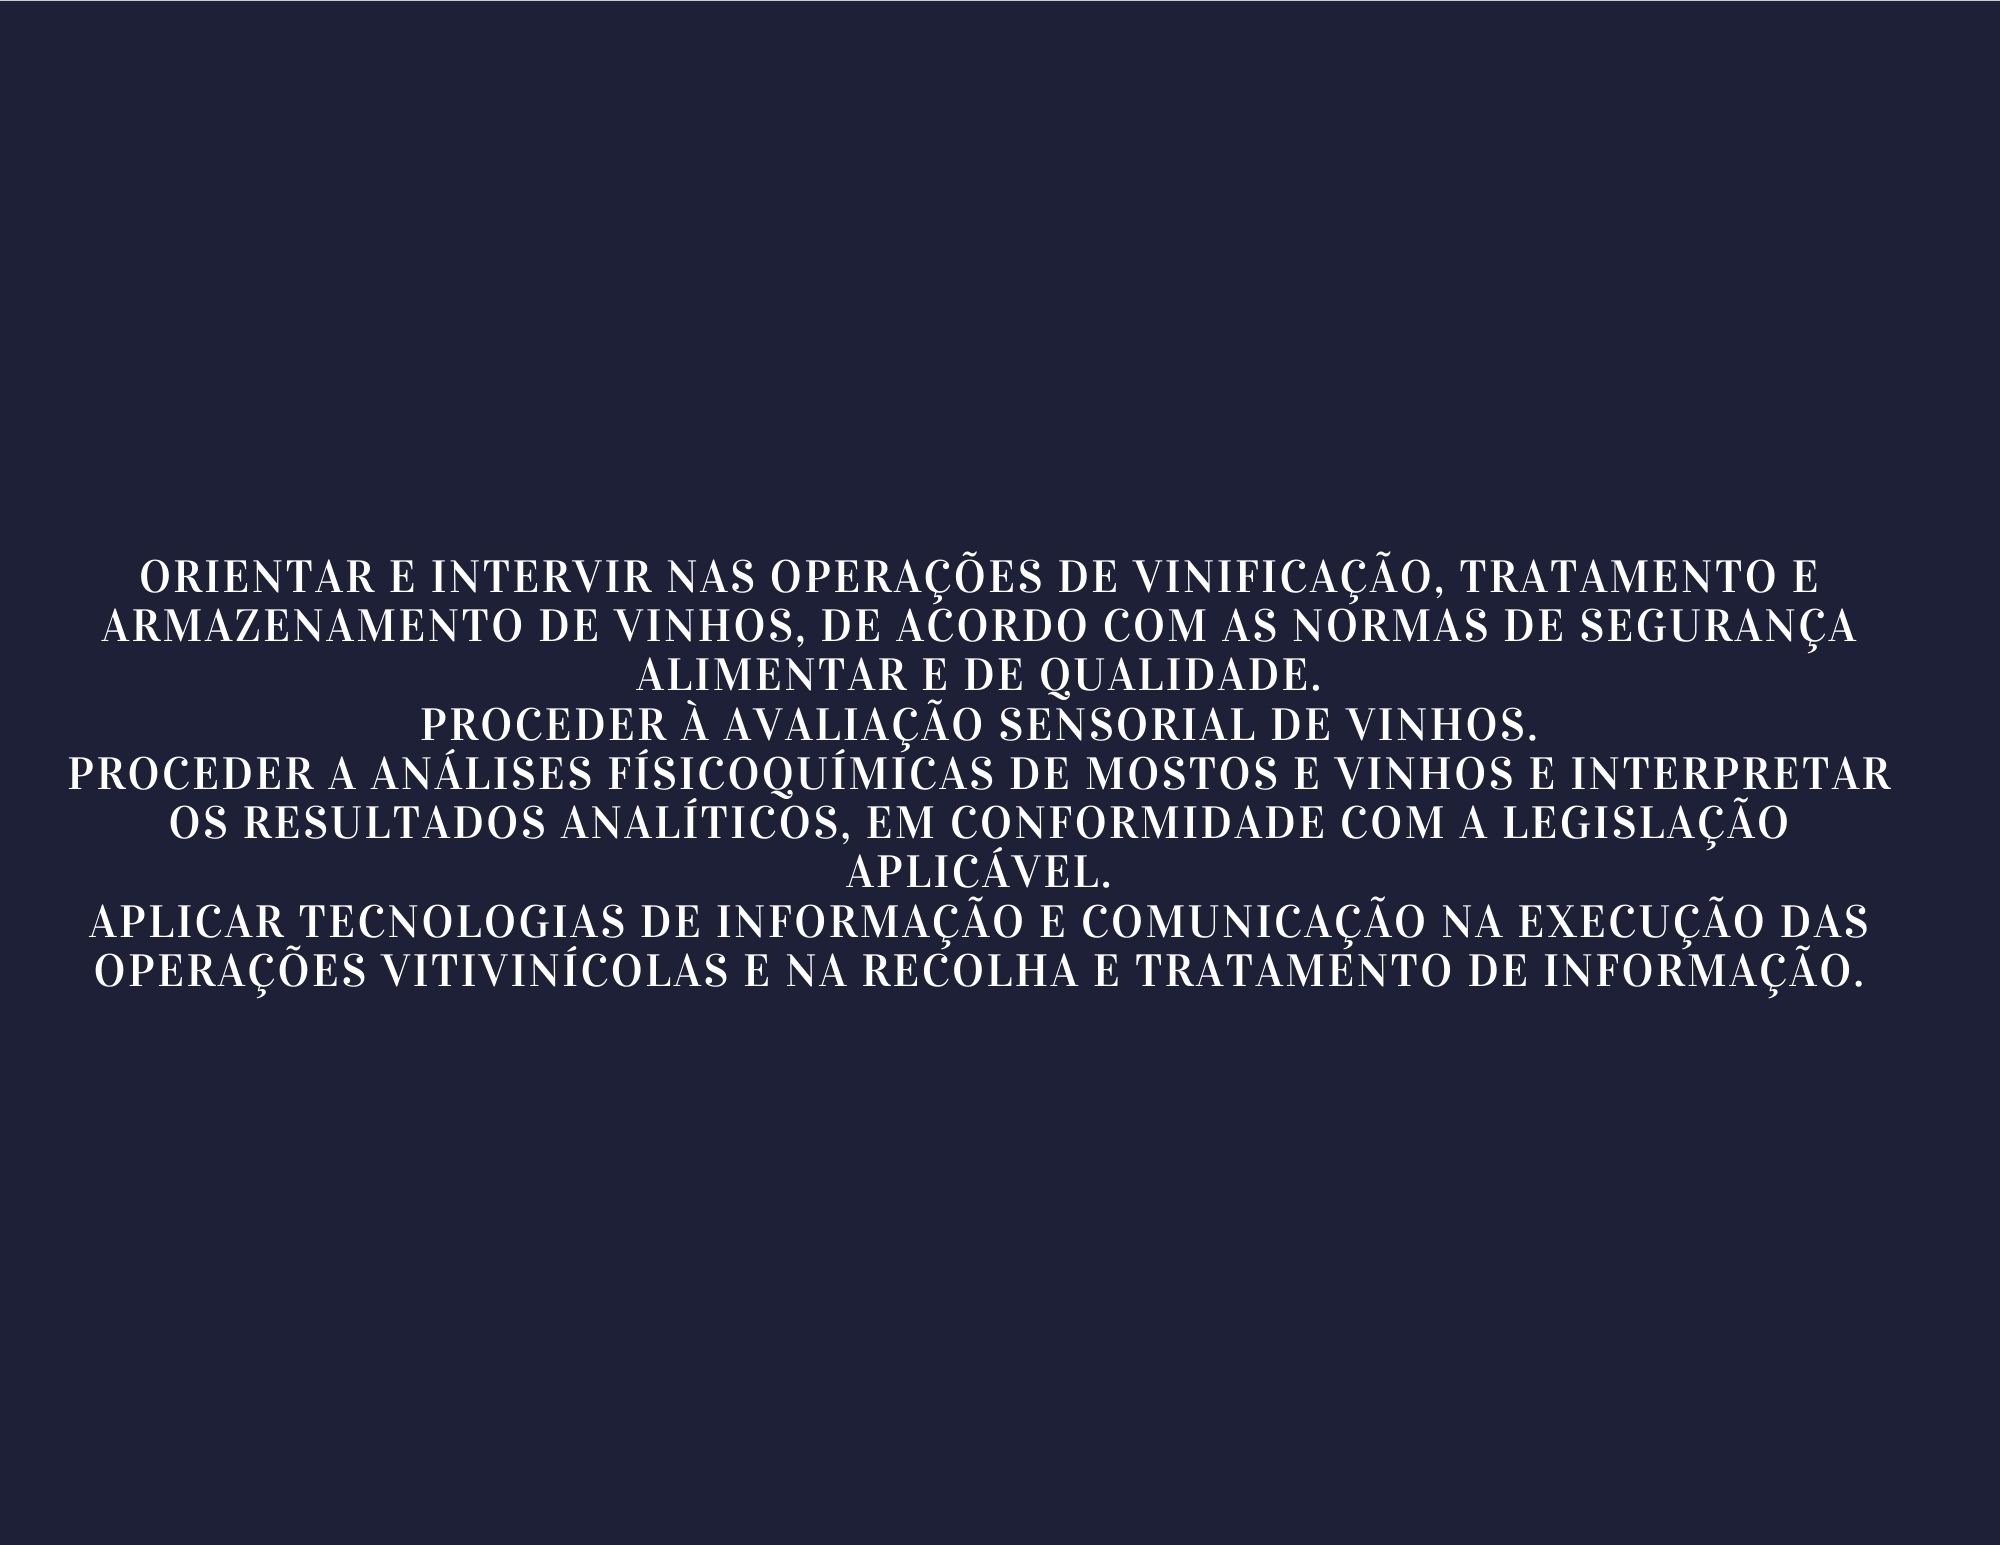 ORIENTAR E INTERVIR NAS OPERAÇÕES DE VINIFICAÇÃO, TRATAMENTO E
ARMAZENAMENTO DE VINHOS, DE ACORDO COM AS NORMAS DE SEGURANÇA
ALIMENTAR E DE QUALIDADE.
PROCEDER À AVALIAÇÃO SENSORIAL DE VINHOS.
PROCEDER A ANÁLISES FÍSICOQUÍMICAS DE MOSTOS E VINHOS E INTERPRETAR
OS RESULTADOS ANALÍTICOS, EM CONFORMIDADE COM A LEGISLAÇÃO
APLICÁVEL.
APLICAR TECNOLOGIAS DE INFORMAÇÃO E COMUNICAÇÃO NA EXECUÇÃO DAS
OPERAÇÕES VITIVINÍCOLAS E NA RECOLHA E TRATAMENTO DE INFORMAÇÃO.